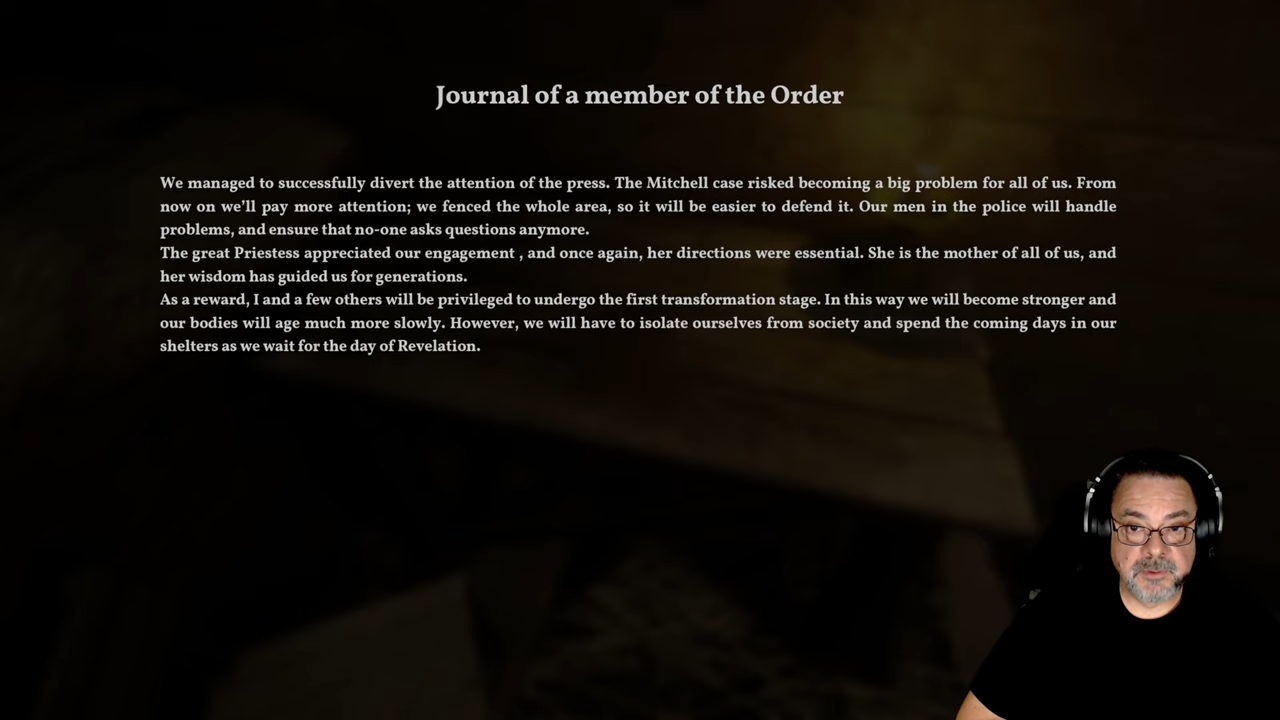 Journal of a member of the Order
We managed to successfully divert the attention of the press. The Mitchell case risked becoming a big problem for all of us. From
now on we'll pay more attention; we fenced the whole area, so it will be easier to defend it. Our men in the police will handle
problems, and ensure that no-one asks questions anymore.
The great Priestess appreciated our engagement , and once again, her directions were essential. She is the mother of all of us, and
her wisdom has guided us for generations.
As a reward, I and a few others will be privileged to undergo the first transformation stage. In this way we will become stronger and
our bodies will age much more slowly. However, we will have to isolate ourselves from society and spend the coming days in our
shelters as we wait for the day of Revelation.